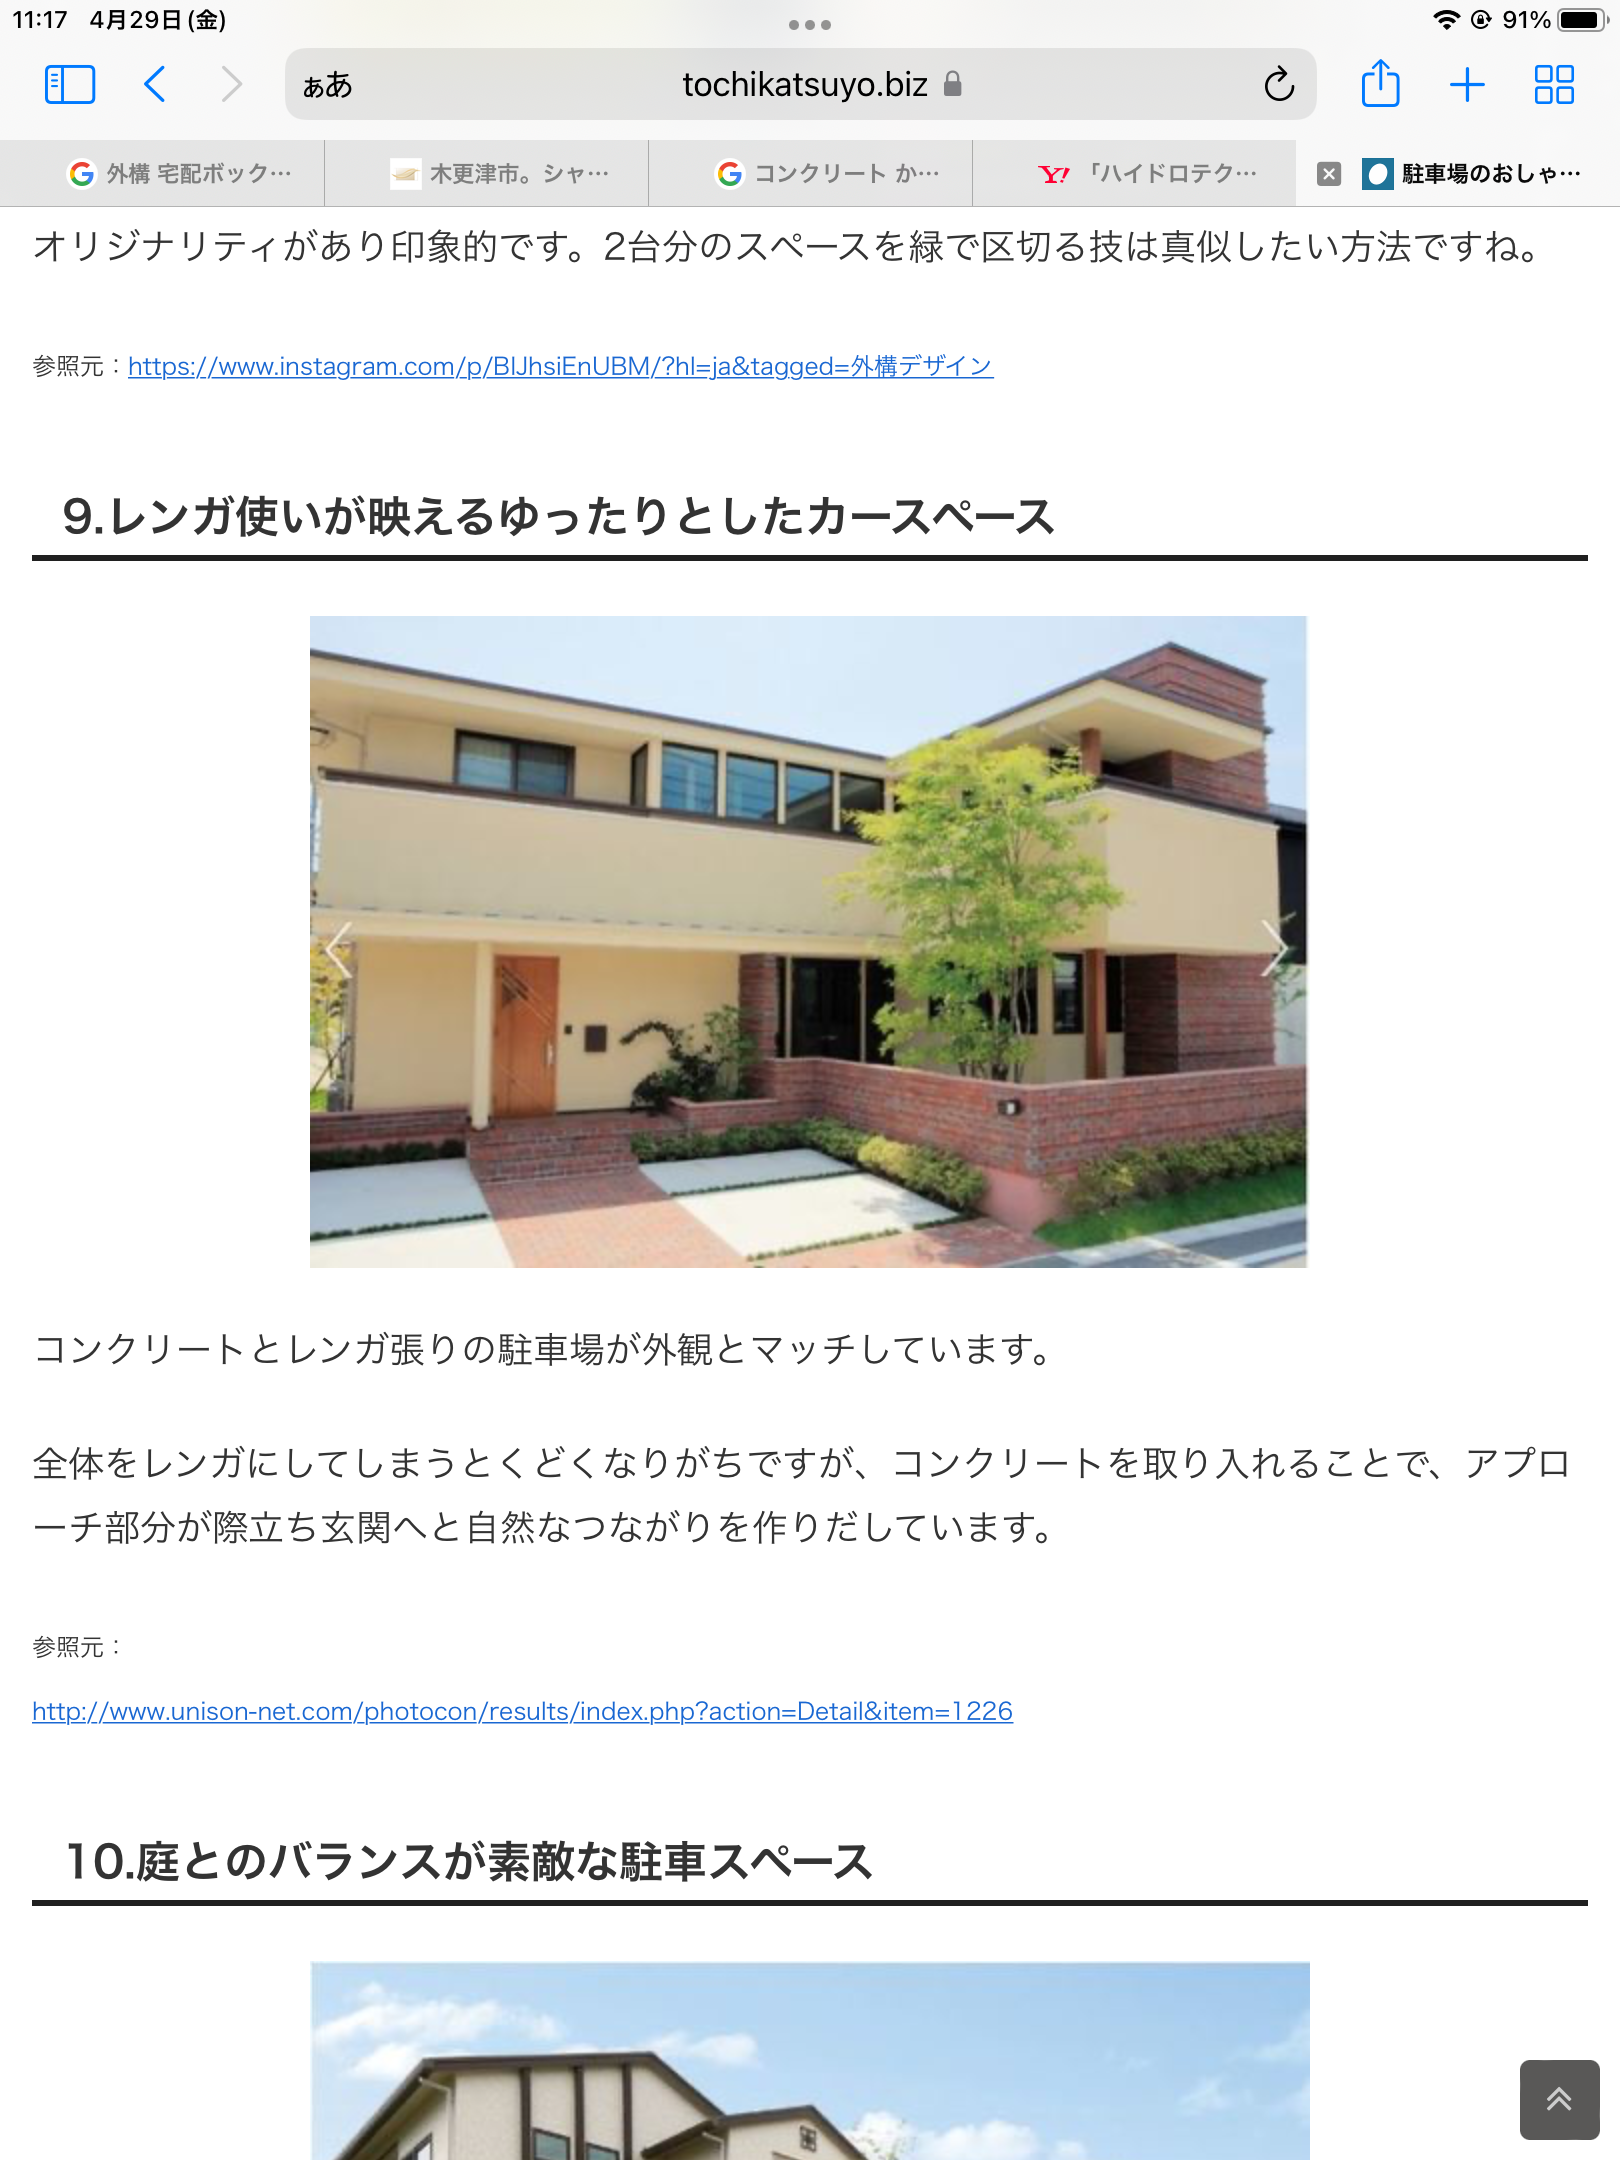 11:17 4月29日(金)
91%
ぁあ
tochikatsuyo.biz
外構 宅配ボック…
木更津市。シャ…
コンクリート か…
「ハイドロテク…
駐車場のおしゃ…
オリジナリティがあり印象的です。2台分のスペースを緑で区切る技は真似したい方法ですね。
参照元：https://www.instagram.com/p/BlJhsiEnUBM/?hl=ja&tagged=外構デザイン
9.レンガ使いが映えるゆったりとしたカースペース
コンクリートとレンガ張りの駐車場が外観とマッチしています。
全体をレンガにしてしまうとくどくなりがちですが、コンクリートを取り入れることで、アプロ
ーチ部分が際立ち玄関へと自然なつながりを作りだしています。
参照元：
http://www.unison-net.com/photocon/results/index.php?action=Detail&item=1226
10.庭とのバランスが素敵な駐車スペース